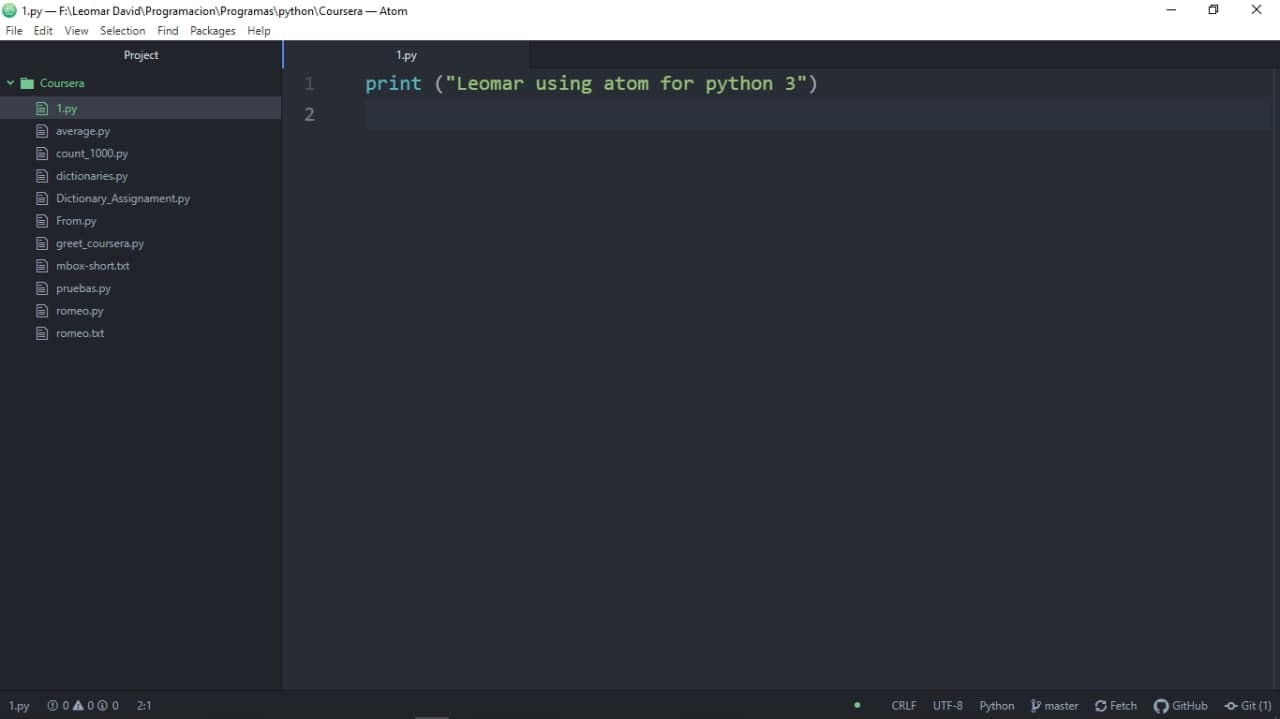 1.py — F:\Leomar David\Programacion\Programas\python\Coursera — Atom
File Edit View Selection Find Packages Help
Project
1.py
Coursera
1.py
average.py
count_1000.py
dictionaries.py
Dictionary_Assignament.py
From.py
greet_coursera.py
mbox-short.txt
pruebas.py
romeo.py
romeo.txt
1 print ("Leomar using atom for python 3")
2
1.py 0 0 0 2:1 CRLF UTF-8 Python master Fetch GitHub Git (1)